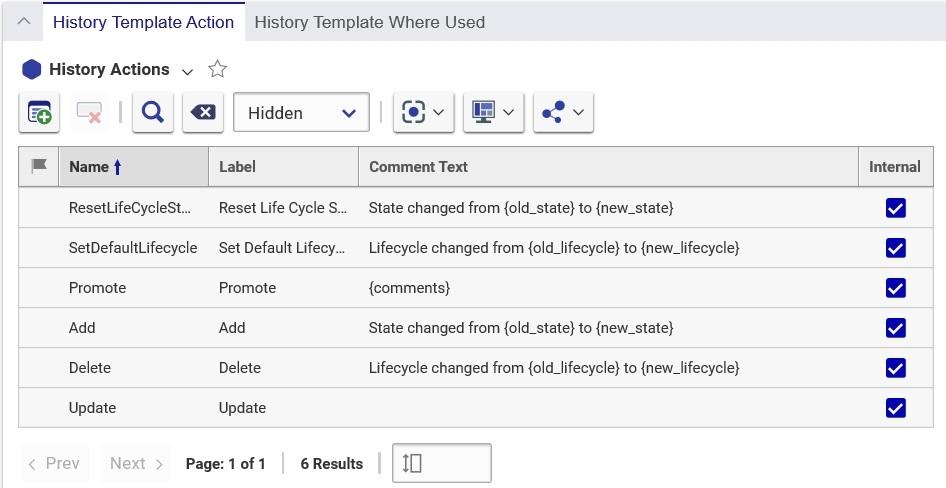 History Template Action History Template Where Used
History Actions
Hidden
Name Label Comment Text Internal
ResetLifeCycleSt... Reset Life Cycle S... State changed from {old_state} to {new_state}
SetDefaultLifecycle Set Default Lifecy... Lifecycle changed from {old_lifecycle} to {new_lifecycle}
Promote Promote {comments}
Add Add State changed from {old_state} to {new_state}
Delete Delete Lifecycle changed from {old_lifecycle} to {new_lifecycle}
Update Update
Prev Next Page: 1 of 1 6 Results